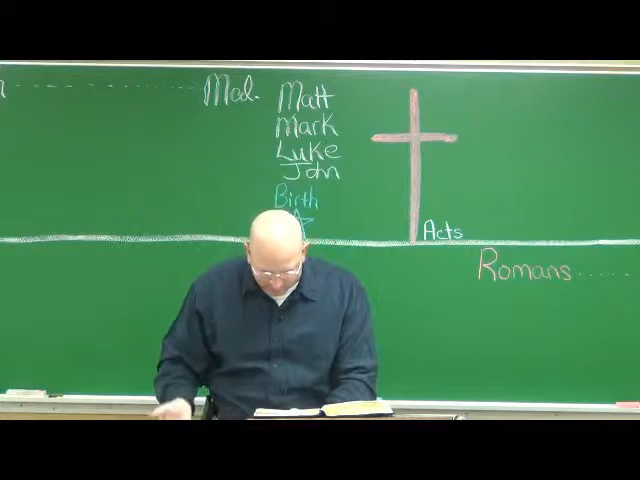 Mal.
Matt
Mark
Luke
John
Birth
Acts
Romans......